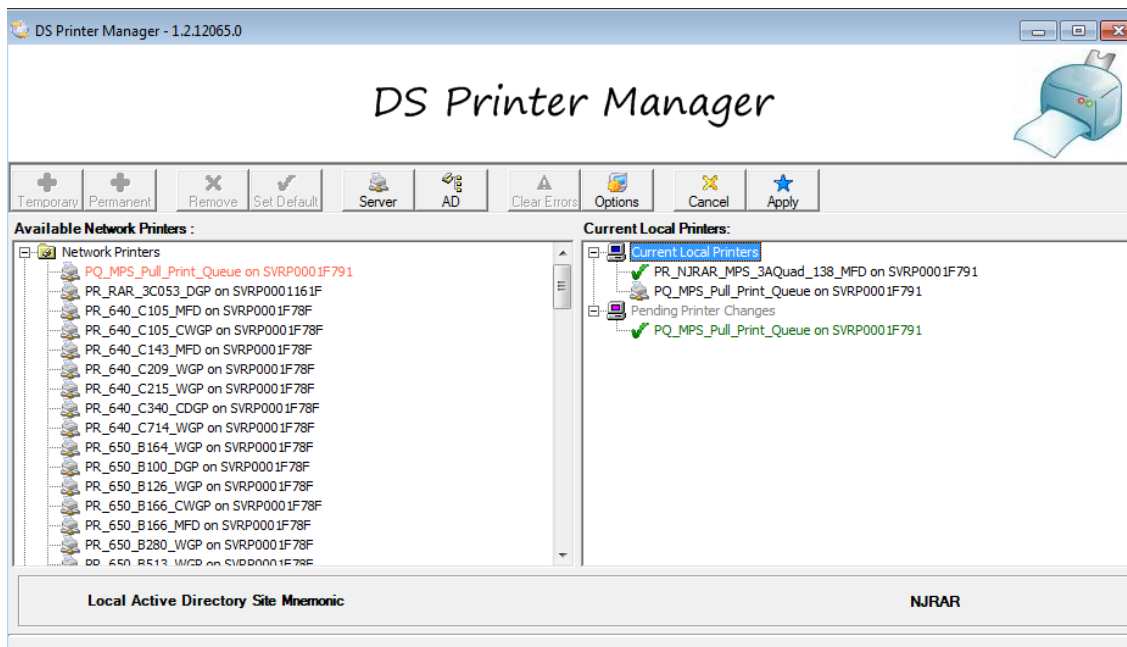 DS Printer Manager - 1.2.12065.0
DS Printer Manager
Temporary Permanent Remove Set Default Server AD Clear Errors Options Cancel Apply
Available Network Printers :
Network Printers
PQ_MPS_Pull_Print_Queue on SVRP0001F791
PR_RAR_3C053_DGP on SVRP0001161F
PR_640_C105_MFD on SVRP0001F78F
PR_640_C105_CWGP on SVRP0001F78F
PR_640_C143_MFD on SVRP0001F78F
PR_640_C209_WGP on SVRP0001F78F
PR_640_C215_WGP on SVRP0001F78F
PR_640_C340_CDGP on SVRP0001F78F
PR_640_C714_WGP on SVRP0001F78F
PR_650_B164_WGP on SVRP0001F78F
PR_650_B100_DGP on SVRP0001F78F
PR_650_B126_WGP on SVRP0001F78F
PR_650_B166_CWGP on SVRP0001F78F
PR_650_B166_MFD on SVRP0001F78F
PR_650_B280_WGP on SVRP0001F78F
PR_650_B513_WGP on SVRP0001F78F
Current Local Printers:
Current Local Printers
PR_NJRAR_MPS_3AQuad_138_MFD on SVRP0001F791
PQ_MPS_Pull_Print_Queue on SVRP0001F791
Pending Printer Changes
PQ_MPS_Pull_Print_Queue on SVRP0001F791
Local Active Directory Site Mnemonic NJRAR